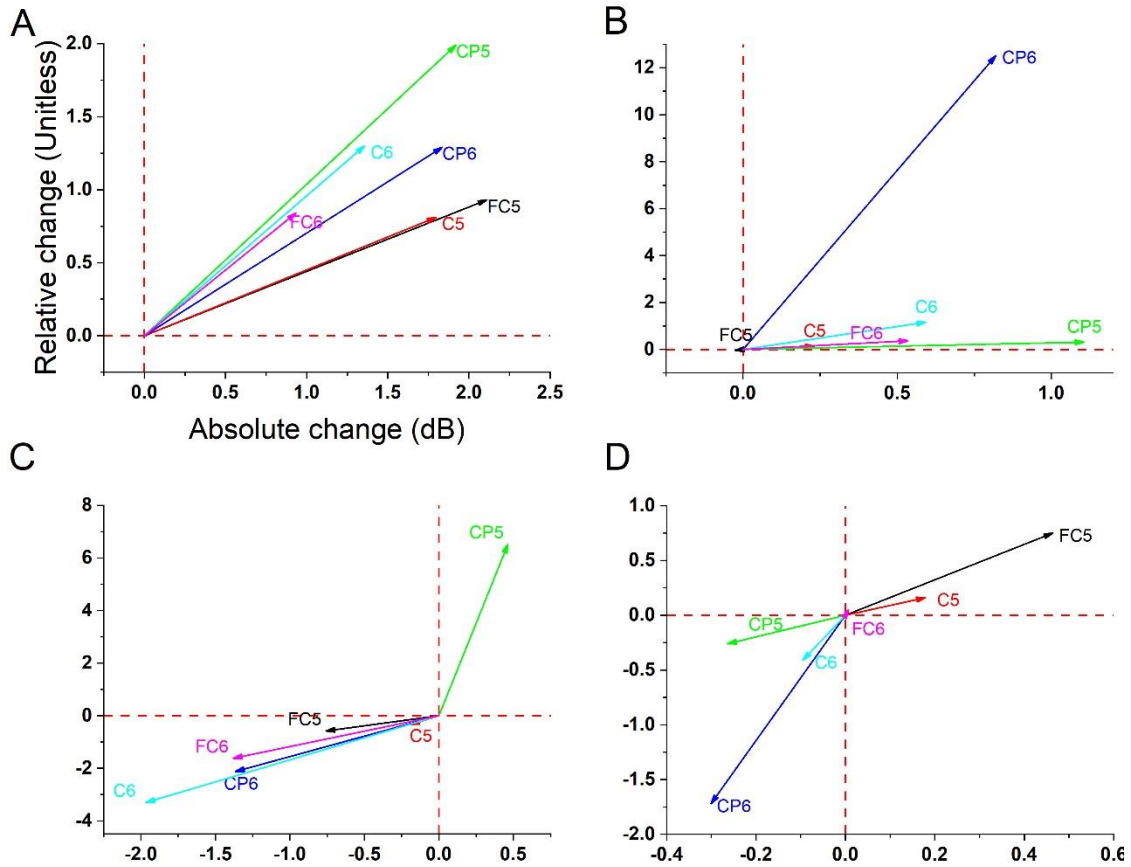 A
Relative change (Unitless)
2.0
1.5
1.0
0.5
0.0
CP5
C6
CP6
FC6
FC5
C5
0.0 0.5 1.0 1.5 2.0 2.5
Absolute change (dB)
B
12
10
8
6
4
2
0
CP6
C6
FC5
C5
FC6
CP5
0.0 0.5 1.0
C
8
6
4
2
0
-2
-4
CP5
FC5
C5
FC6
CP6
C6
-2.0 -1.5 -1.0 -0.5 0.0 0.5
D
1.0
0.5
0.0
-0.5
-1.0
-1.5
-2.0
FC5
C5
CP5
FC6
C6
CP6
-0.4 -0.2 0.0 0.2 0.4 0.6